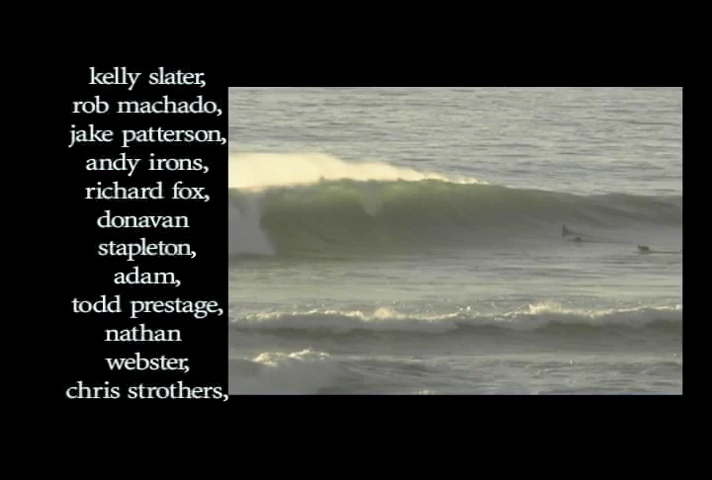 kelly slater,
rob machado,
jake patterson,
andy irons,
richard fox,
donavan
stapleton,
adam,
todd prestage,
nathan
webster,
chris strothers,